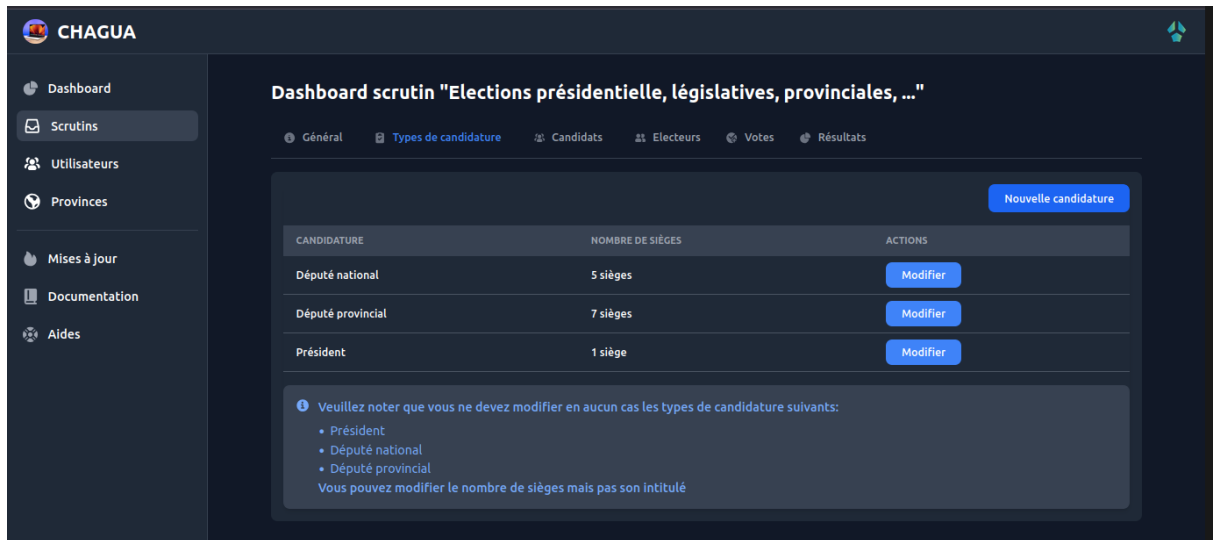 CHAGUA
Dashboard
Scrutins
Utilisateurs
Provinces
Mises à jour
Documentation
Aides
Dashboard scrutin "Elections présidentielle, législatives, provinciales, ..."
Général Types de candidature Candidats Electeurs Votes Résultats
Nouvelle candidature
CANDIDATURE NOMBRE DE SIÈGES ACTIONS
Député national 5 sièges Modifier
Député provincial 7 sièges Modifier
Président 1 siège Modifier
Veuillez noter que vous ne devez modifier en aucun cas les types de candidature suivants:
• Président
• Député national
• Député provincial
Vous pouvez modifier le nombre de sièges mais pas son intitulé